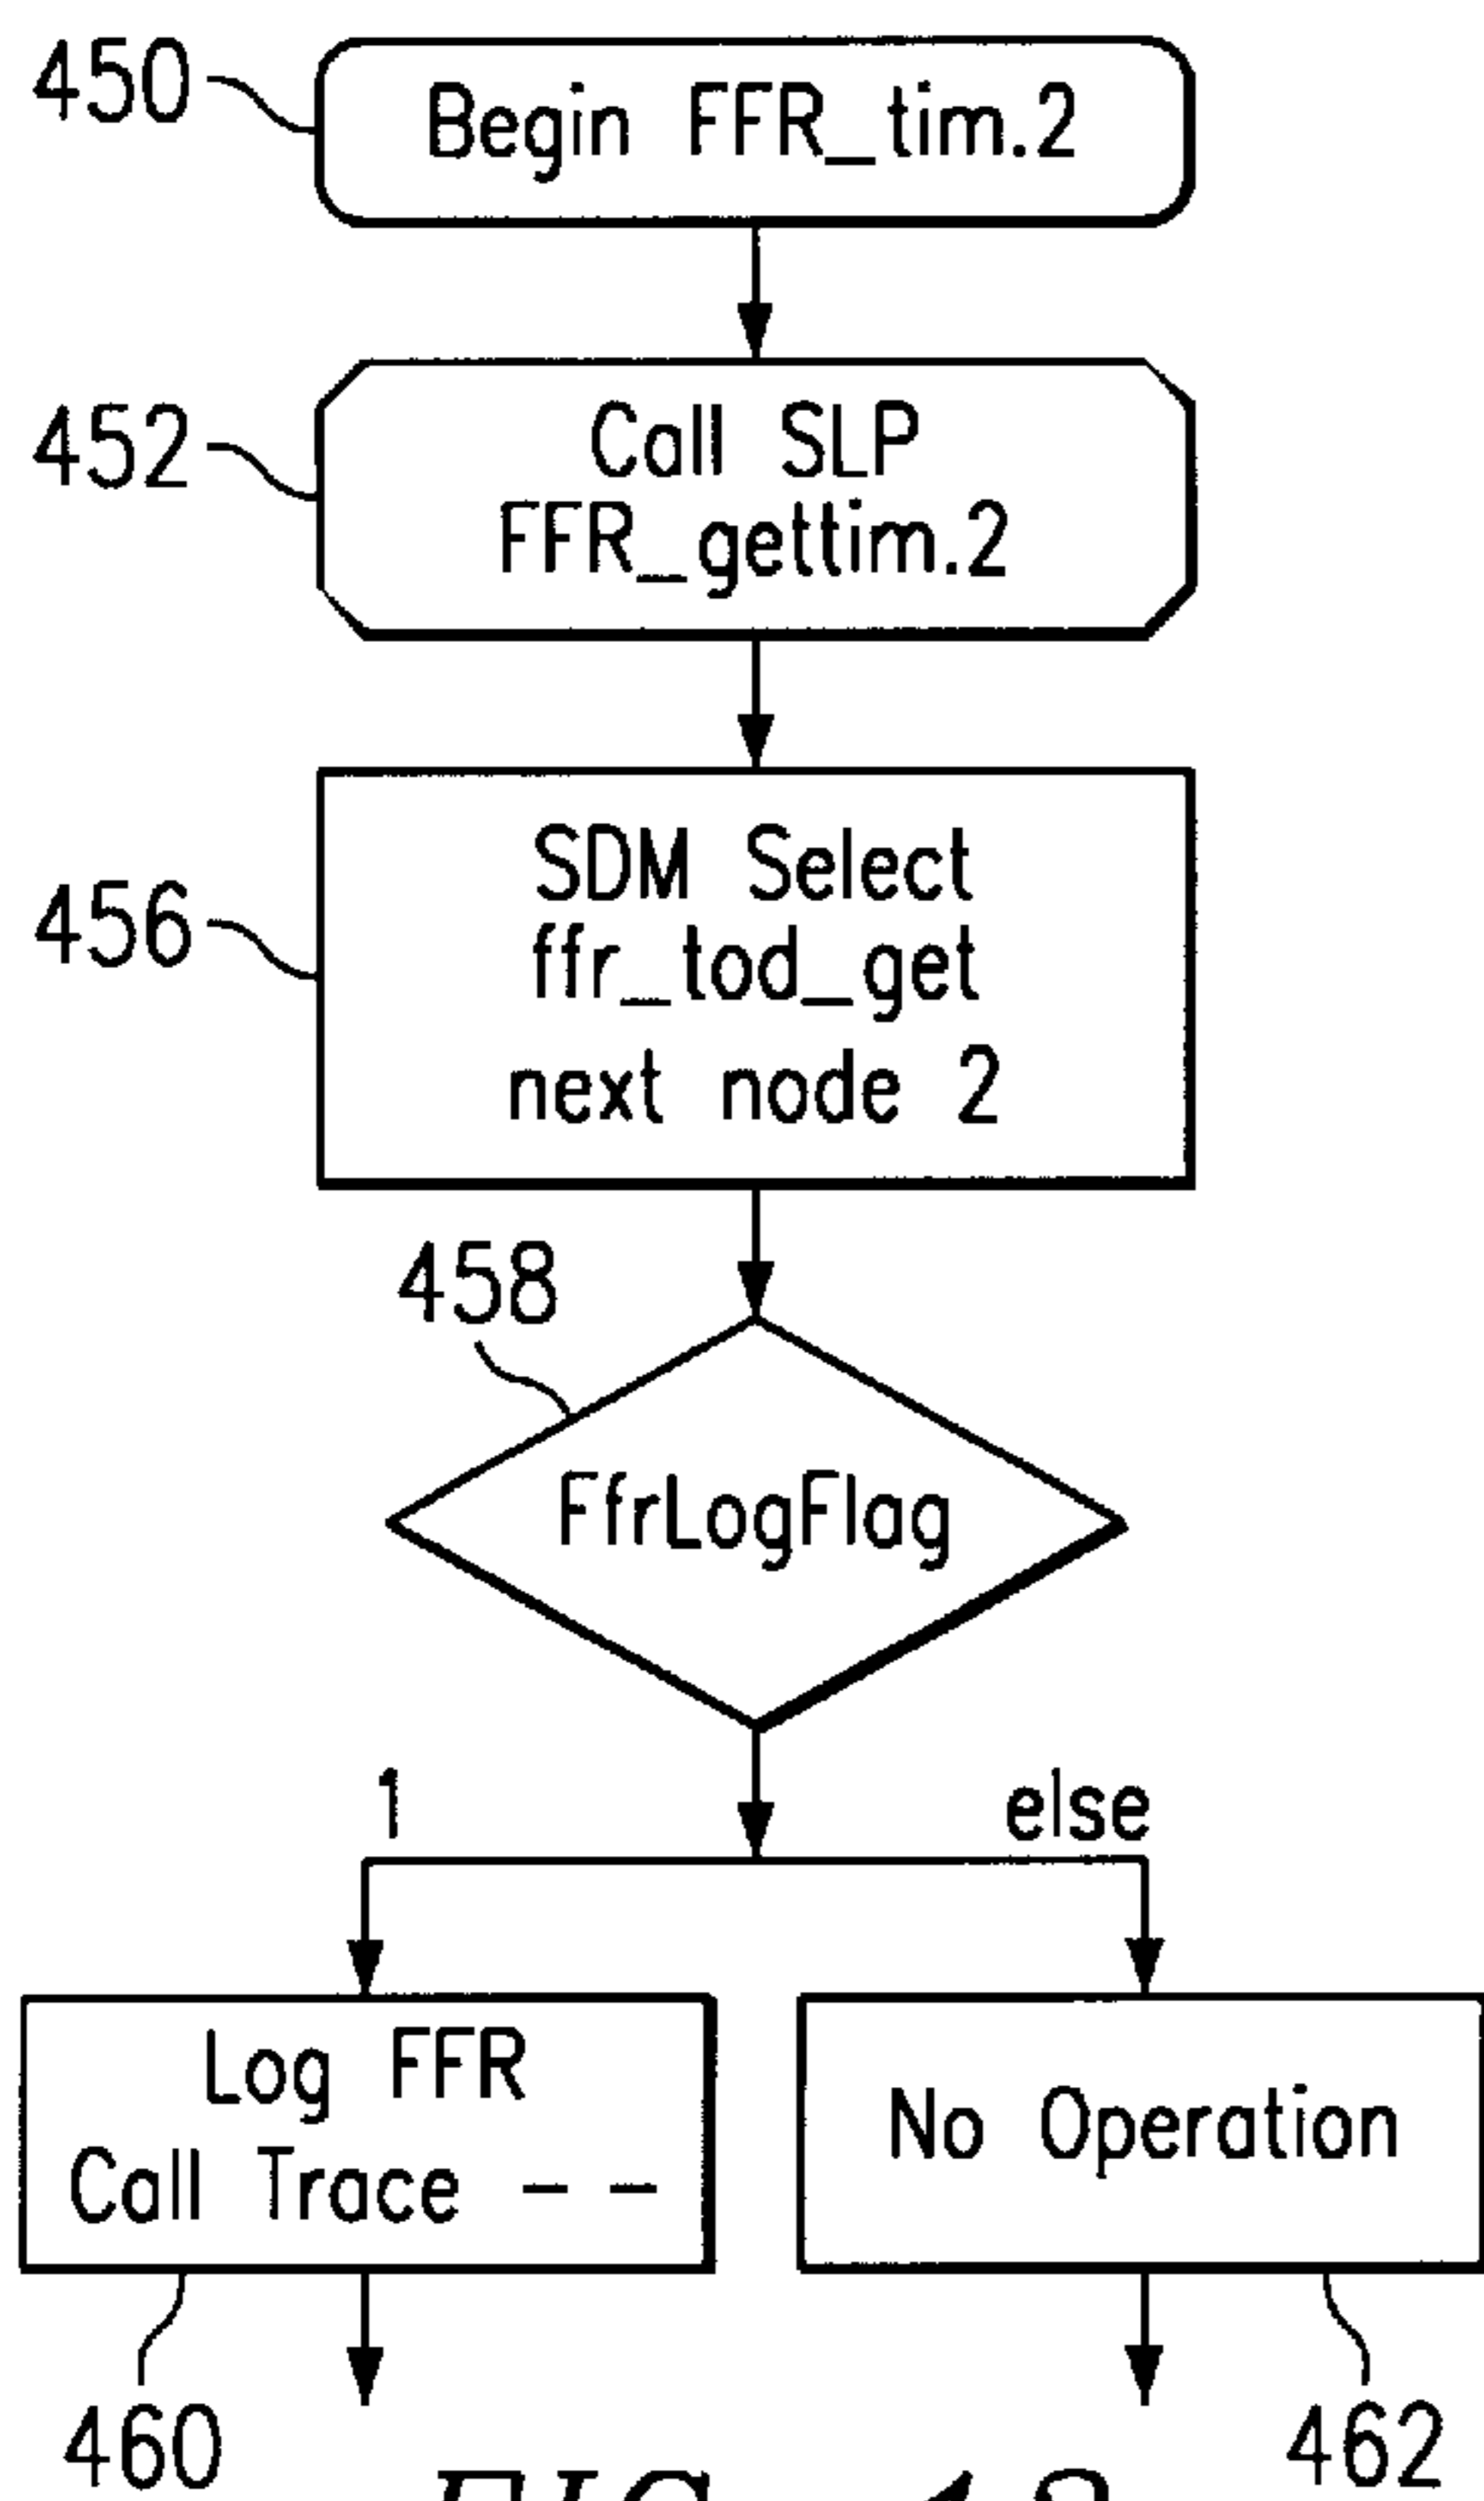 450
Begin FFR_tim.2
452
Call SLP
FFR_gettim.2
456
SDM Select
ffr_tod_get
next node 2
458
FfrLogFlag
1
else
Log FFR
Call Trace - -
No Operation
460
462